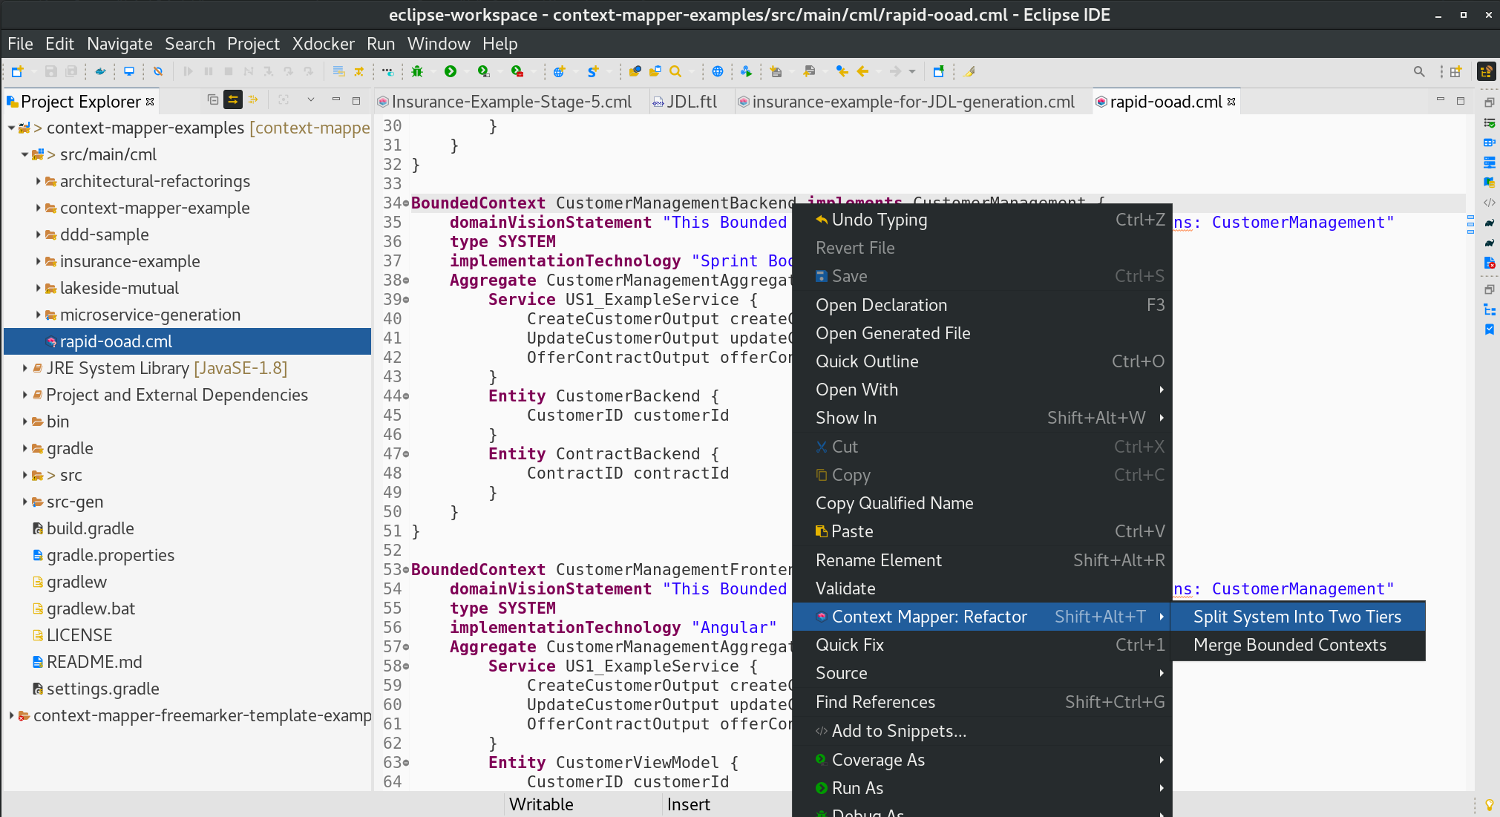 eclipse-workspace - context-mapper-examples/src/main/cml/rapid-ooad.cml - Eclipse IDE
File Edit Navigate Search Project Xdocker Run Window Help
Project Explorer
> context-mapper-examples [context-mappe
> src/main/cml
architectural-refactorings
context-mapper-example
ddd-sample
insurance-example
lakeside-mutual
microservice-generation
rapid-ooad.cml
JRE System Library [JavaSE-1.8]
Project and External Dependencies
bin
gradle
> src
src-gen
build.gradle
gradle.properties
gradlew
gradlew.bat
LICENSE
README.md
settings.gradle
context-mapper-freemarker-template-examp
Insurance-Example-Stage-5.cml JDL.ftl insurance-example-for-JDL-generation.cml rapid-ooad.cml
30 }
31 }
32 }
33
34 BoundedContext CustomerManagementBackend implements CustomerManagement {
35 domainVisionStatement "This Bounded ns: CustomerManagement"
36 type SYSTEM
37 implementationTechnology "Sprint Boo
38 Aggregate CustomerManagementAggregat
39 Service US1_ExampleService {
40 CreateCustomerOutput createC
41 UpdateCustomerOutput updateC
42 OfferContractOutput offerCon
43 }
44 Entity CustomerBackend {
45 CustomerID customerId
46 }
47 Entity ContractBackend {
48 ContractID contractId
49 }
50 }
51 }
52
53 BoundedContext CustomerManagementFronten
54 domainVisionStatement "This Bounded ns: CustomerManagement"
55 type SYSTEM
56 implementationTechnology "Angular"
57 Aggregate CustomerManagementAggregat
58 Service US1_ExampleService {
59 CreateCustomerOutput createC
60 UpdateCustomerOutput updateC
61 OfferContractOutput offerCon
62 }
63 Entity CustomerViewModel {
64 CustomerID customerId
Undo Typing Ctrl+Z
Revert File
Save Ctrl+S
Open Declaration F3
Open Generated File
Quick Outline Ctrl+O
Open With
Show In Shift+Alt+W
Cut Ctrl+X
Copy Ctrl+C
Copy Qualified Name
Paste Ctrl+V
Rename Element Shift+Alt+R
Validate
Context Mapper: Refactor Shift+Alt+T
Quick Fix Ctrl+1
Source
Find References Shift+Ctrl+G
Add to Snippets...
Coverage As
Run As
Debug As
Split System Into Two Tiers
Merge Bounded Contexts
Writable Insert